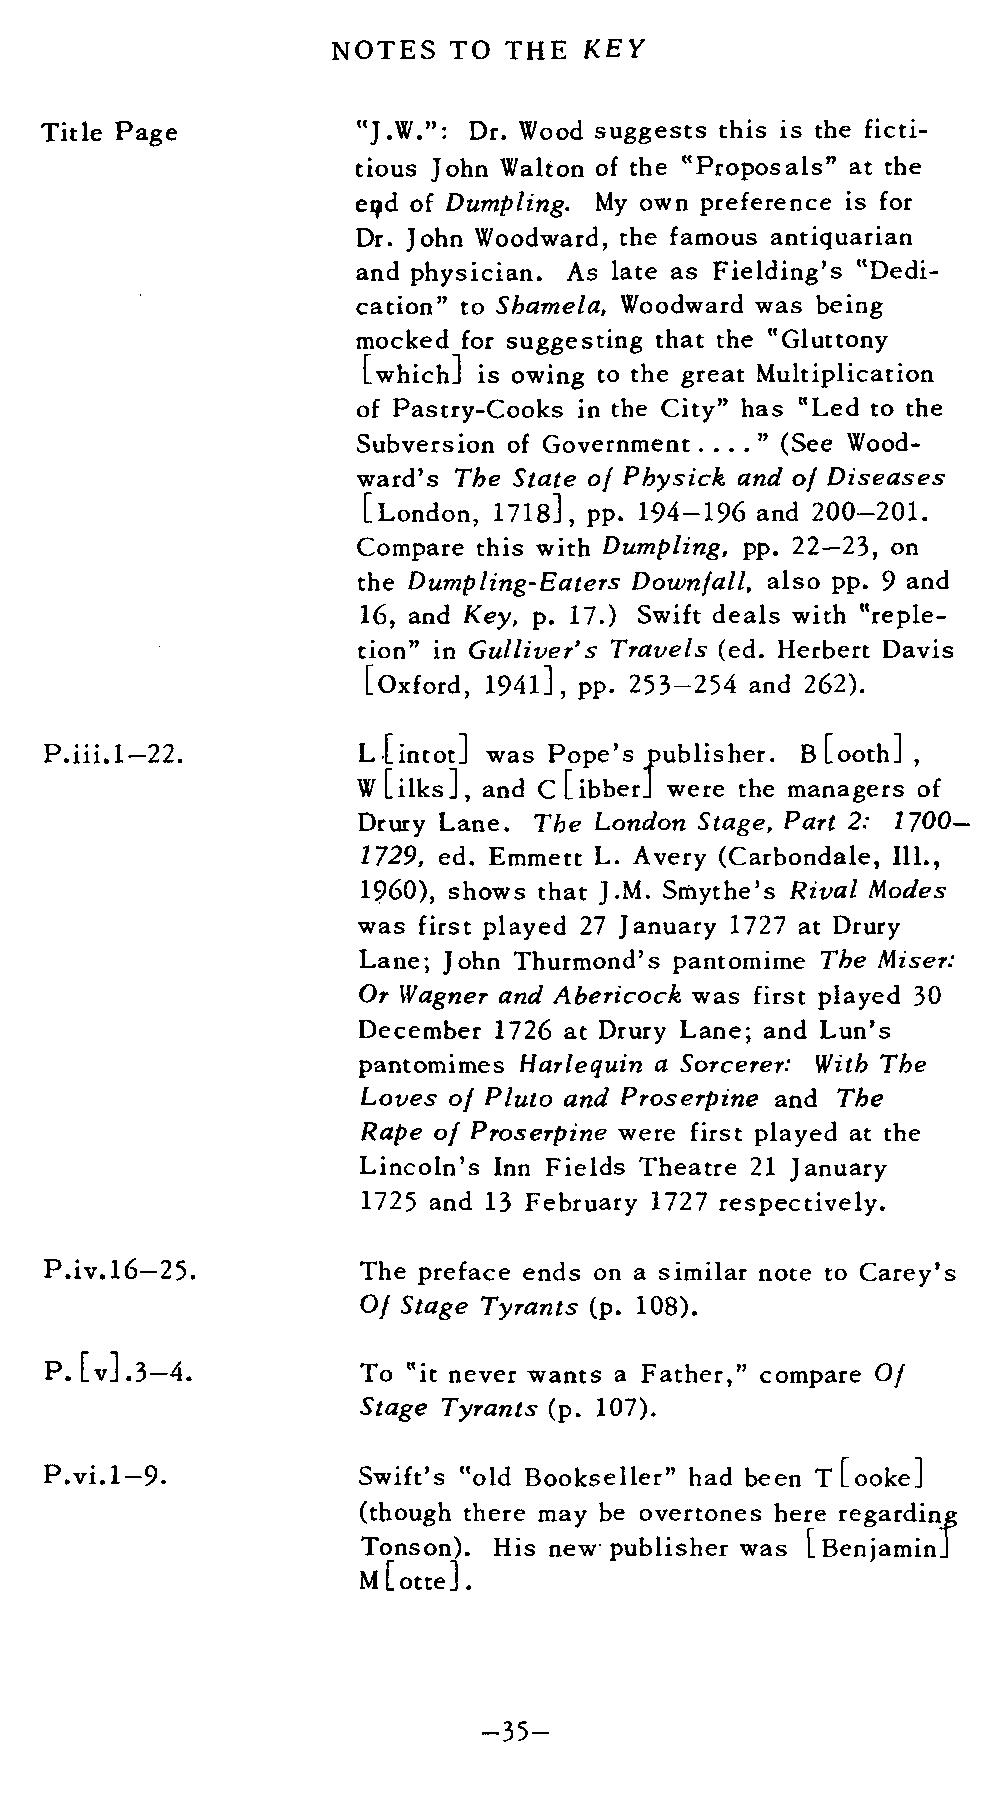 NOTES TO THE KEY
Title Page "J.W.": Dr. Wood suggests this is the ficti-
tious John Walton of the "Proposals" at the
end of Dumpling. My own preference is for
Dr. John Woodward, the famous antiquarian
and physician. As late as Fielding's "Dedi-
cation" to Shamela, Woodward was being
mocked for suggesting that the "Gluttony
[which] is owing to the great Multiplication
of Pastry-Cooks in the City" has "Led to the
Subversion of Government...." (See Wood-
ward's The State of Physick and of Diseases
[London, 1718], pp. 194–196 and 200–201.
Compare this with Dumpling, pp. 22–23, on
the Dumpling-Eaters Downfall, also pp. 9 and
16, and Key, p. 17.) Swift deals with "reple-
tion" in Gulliver's Travels (ed. Herbert Davis
[Oxford, 1941], pp. 253–254 and 262).
P.iii.1–22. L[intot] was Pope's publisher. B[ooth],
W[ilks], and C[ibber] were the managers of
Drury Lane. The London Stage, Part 2: 1700–
1729, ed. Emmett L. Avery (Carbondale, Ill.,
1960), shows that J.M. Smythe's Rival Modes
was first played 27 January 1727 at Drury
Lane; John Thurmond's pantomime The Miser:
Or Wagner and Abericock was first played 30
December 1726 at Drury Lane; and Lun's
pantomimes Harlequin a Sorcerer: With The
Loves of Pluto and Proserpine and The
Rape of Proserpine were first played at the
Lincoln's Inn Fields Theatre 21 January
1725 and 13 February 1727 respectively.
P.iv.16–25. The preface ends on a similar note to Carey's
Of Stage Tyrants (p. 108).
P.[v].3–4. To "it never wants a Father," compare Of
Stage Tyrants (p. 107).
P.vi.1–9. Swift's "old Bookseller" had been T[ooke]
(though there may be overtones here regarding
Tonson). His new publisher was [Benjamin]
M[otte].
–35–